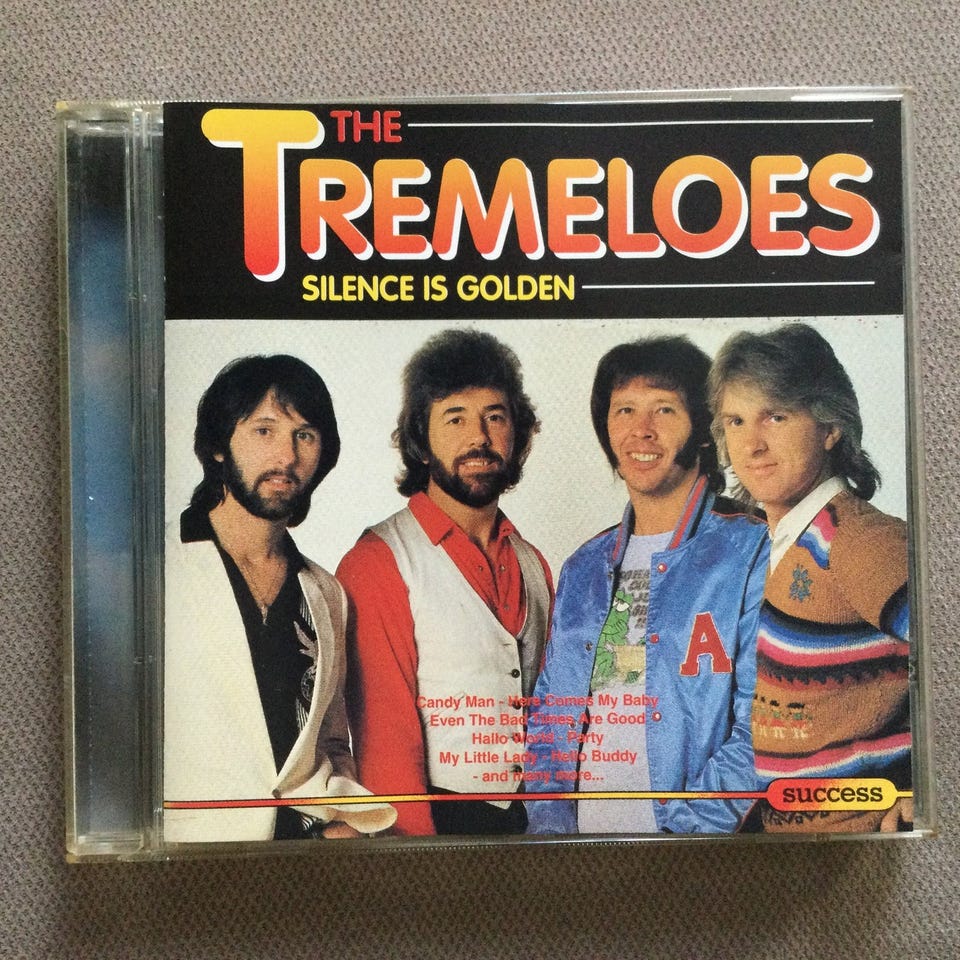 THE
TREMELOES
SILENCE IS GOLDEN
A
Candy Man - Here Comes My Baby
Even The Bad Times Are Good
Hallo World - Party
My Little Lady - Hello Buddy
- and many more...
success